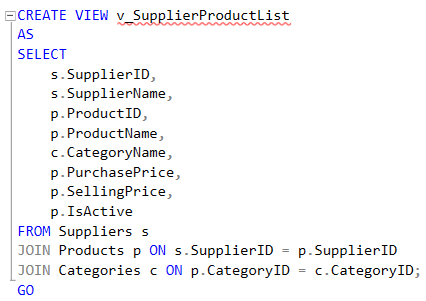 CREATE VIEW v_SupplierProductList
AS
SELECT
    s.SupplierID,
    s.SupplierName,
    p.ProductID,
    p.ProductName,
    c.CategoryName,
    p.PurchasePrice,
    p.SellingPrice,
    p.IsActive
FROM Suppliers s
JOIN Products p ON s.SupplierID = p.SupplierID
JOIN Categories c ON p.CategoryID = c.CategoryID;
GO